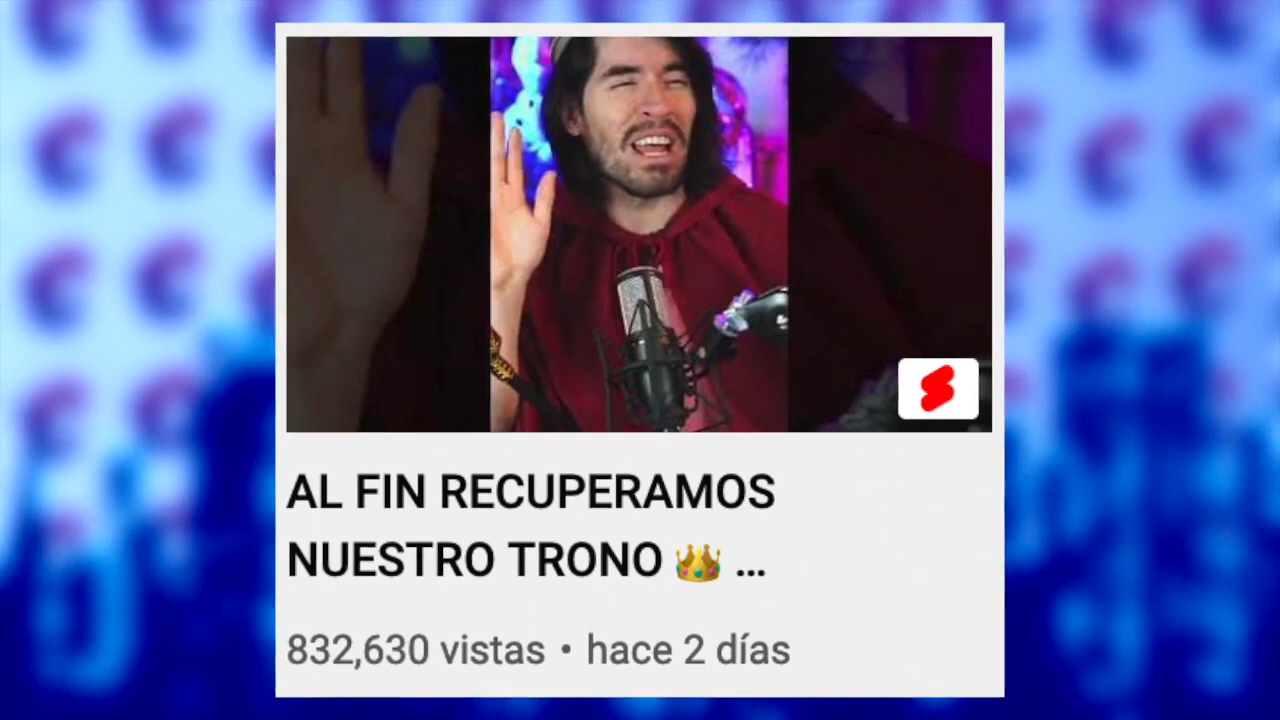 AL FIN RECUPERAMOS
NUESTRO TRONO 👑 ...
832,630 vistas • hace 2 días